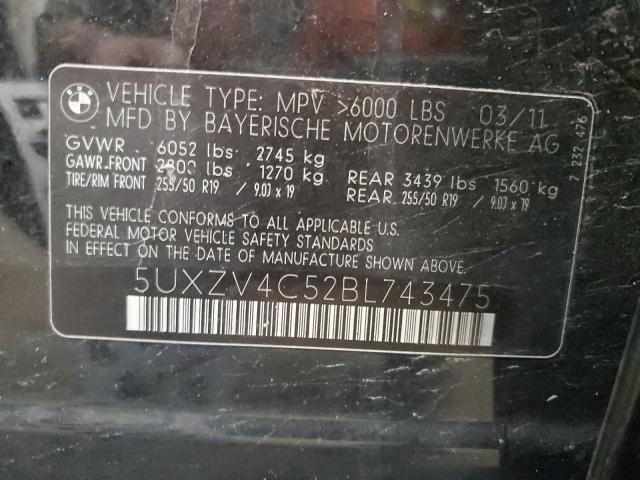 BMW
VEHICLE TYPE: MPV >6000 LBS 03/11
MFD BY BAYERISCHE MOTORENWERKE AG
GVWR 6052 lbs 2745 kg
GAWR.FRONT 2800 lbs 1270 kg REAR 3439 lbs 1560 kg
TIRE/RIM FRONT 255/50 R19 / 9.0J x 19 REAR. 255/50 R19 / 9.0J x 19
THIS VEHICLE CONFORMS TO ALL APPLICABLE U.S.
FEDERAL MOTOR VEHICLE SAFETY STANDARDS
IN EFFECT ON THE DATE OF MANUFACTURE SHOWN ABOVE
5UXZV4C52BL743475
7 232 476